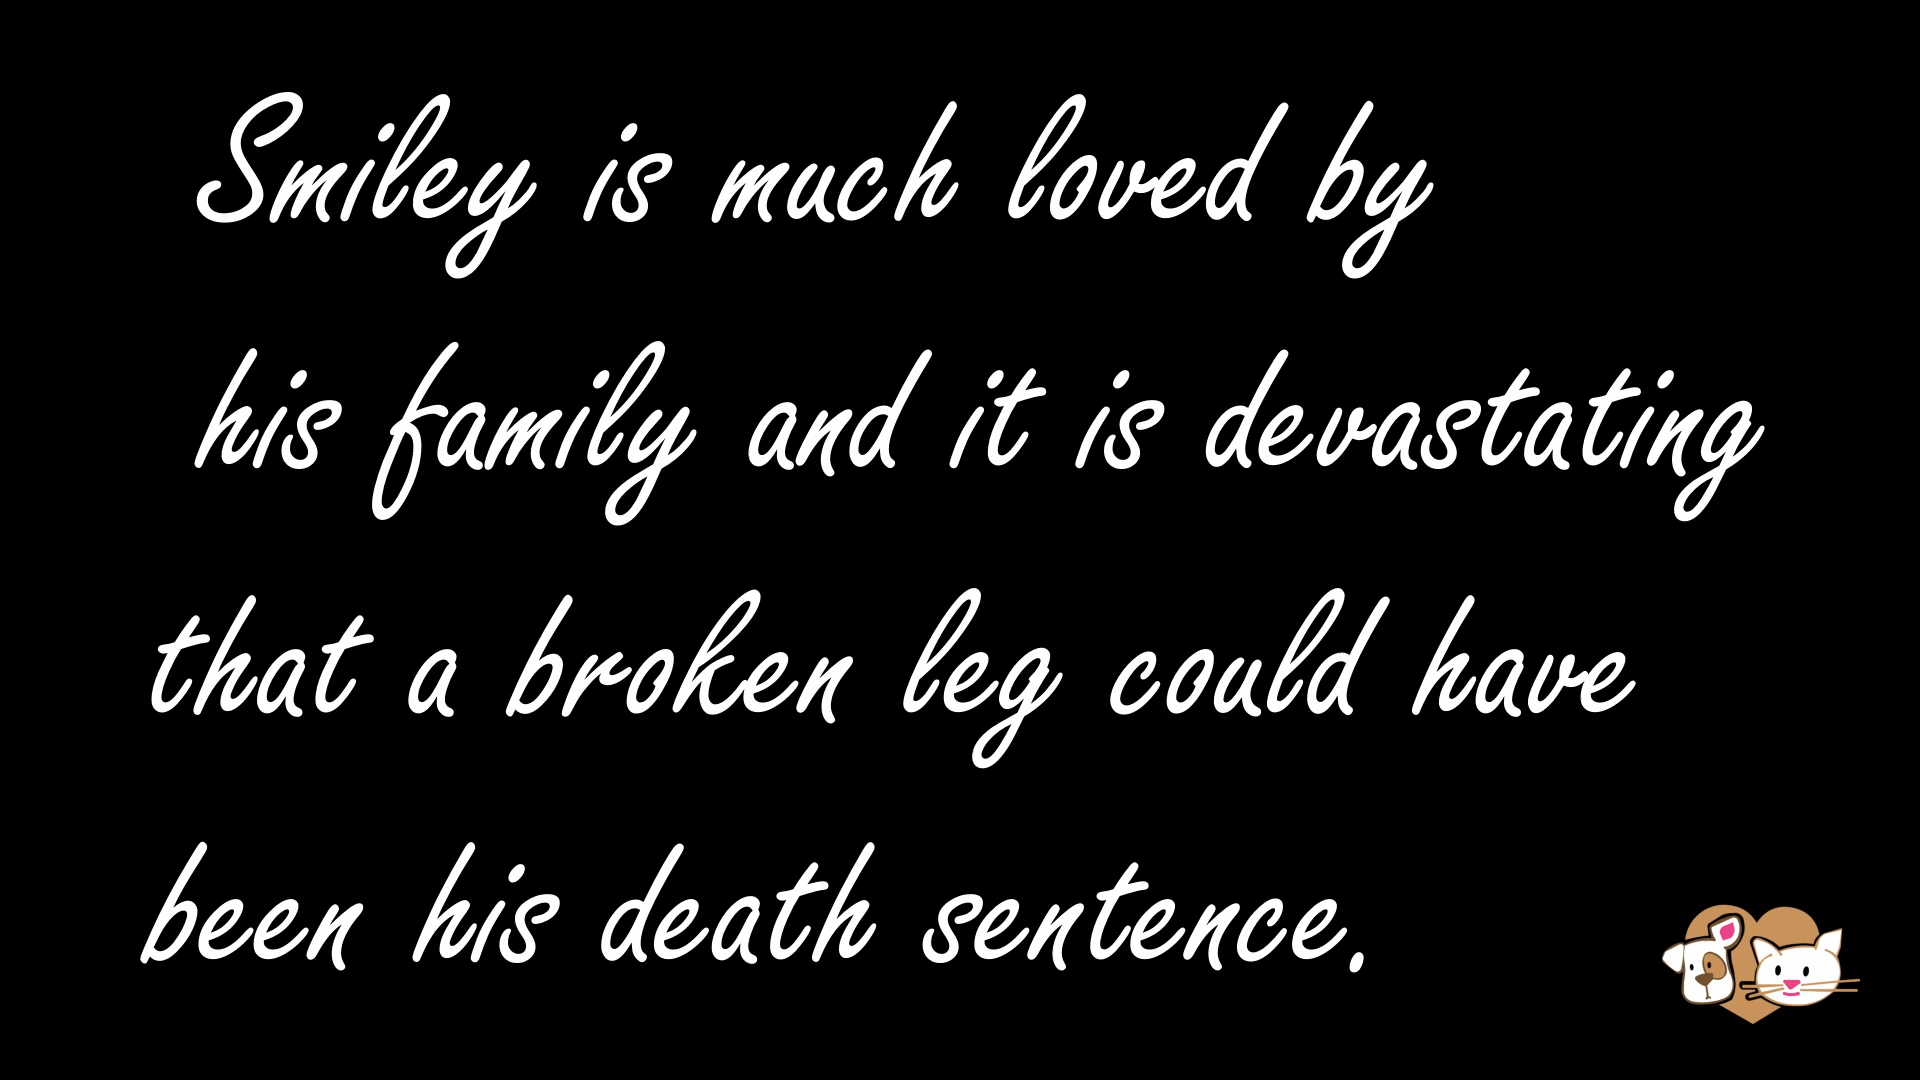 Smiley is much loved by
his family and it is devastating
that a broken leg could have
been his death sentence.